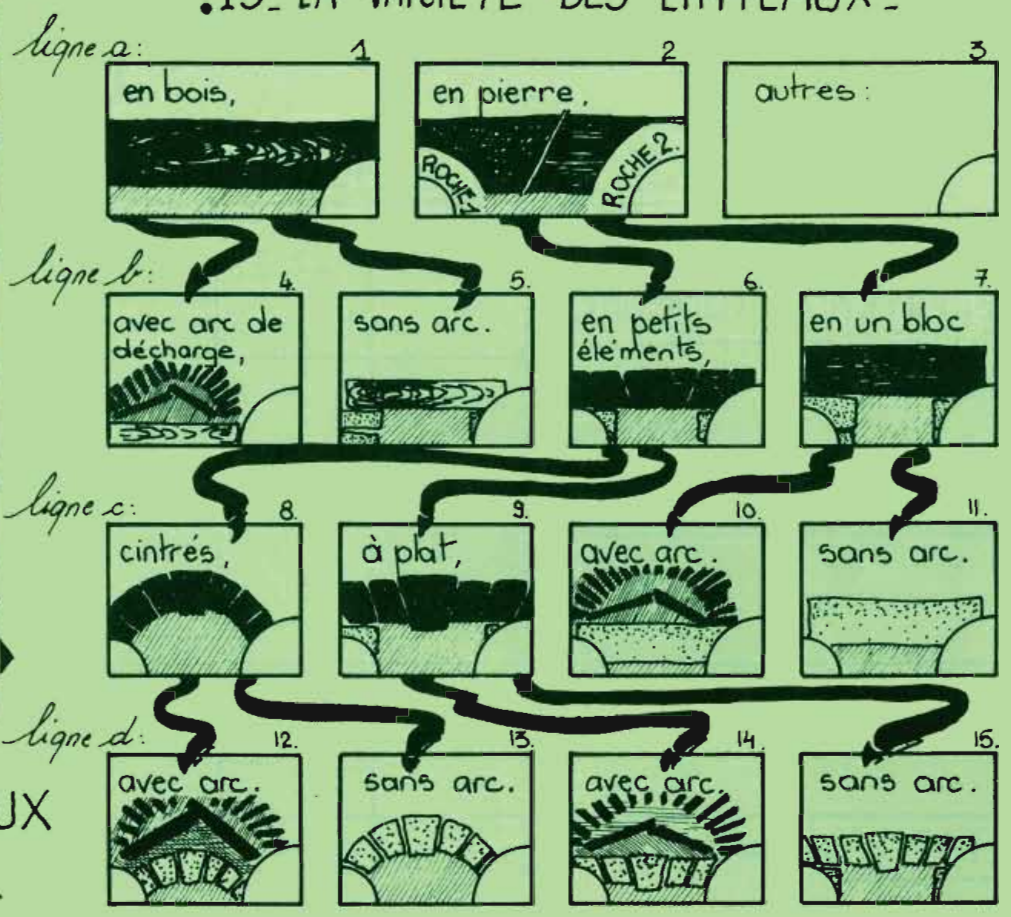 .15_ LA VARIÉTÉ DES LINTEAUX_
ligne a:
1
2
3
en bois,
en pierre,
autres :
ROCHE 1
ROCHE 2.
ligne b:
4.
5.
6.
7.
avec arc de
décharge,
sans arc.
en petits
éléments,
en un bloc
ligne c:
8.
9.
10.
11.
cintrés,
à plat,
avec arc.
sans arc.
ligne d:
12.
13.
14.
15.
avec arc.
sans arc.
avec arc.
sans arc.
UX